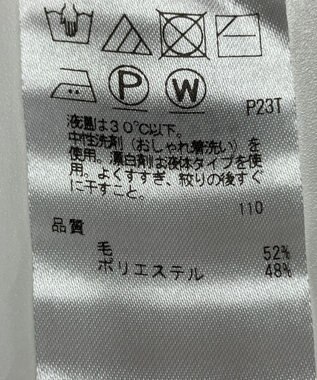 P W
P23T
液温は30℃以下。
中性洗剤（おしゃれ着洗い）を
使用。漂白剤は液体タイプを使
用。よくすすぎ、絞りの後すぐ
に干すこと。
110
品質
毛 52%
ポリエステル 48%